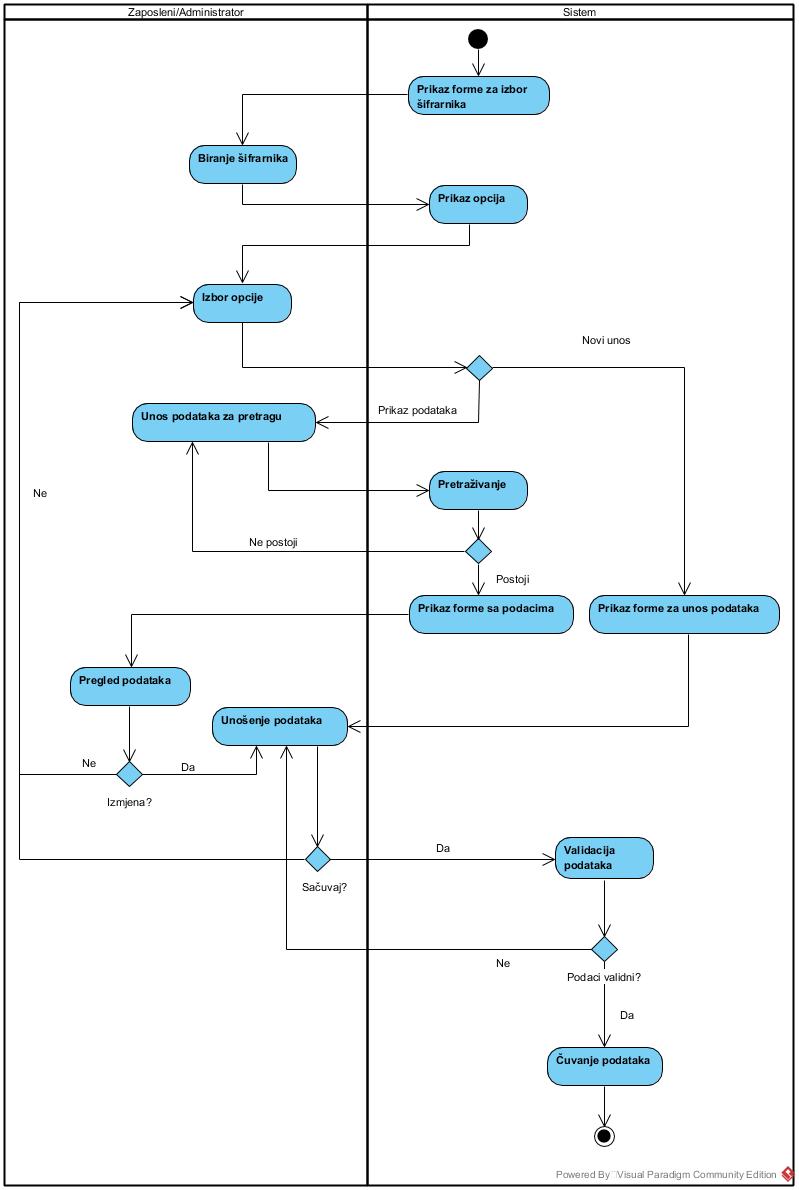 Zaposleni/Administrator
Sistem
Prikaz forme za izbor
šifrarnika
Biranje šifrarnika
Prikaz opcija
Izbor opcije
Novi unos
Prikaz podataka
Unos podataka za pretragu
Pretraživanje
Ne
Ne postoji
Postoji
Prikaz forme sa podacima
Prikaz forme za unos podataka
Pregled podataka
Unošenje podataka
Ne
Da
Izmjena?
Da
Validacija
podataka
Sačuvaj?
Ne
Podaci validni?
Da
Čuvanje podataka
Powered By Visual Paradigm Community Edition